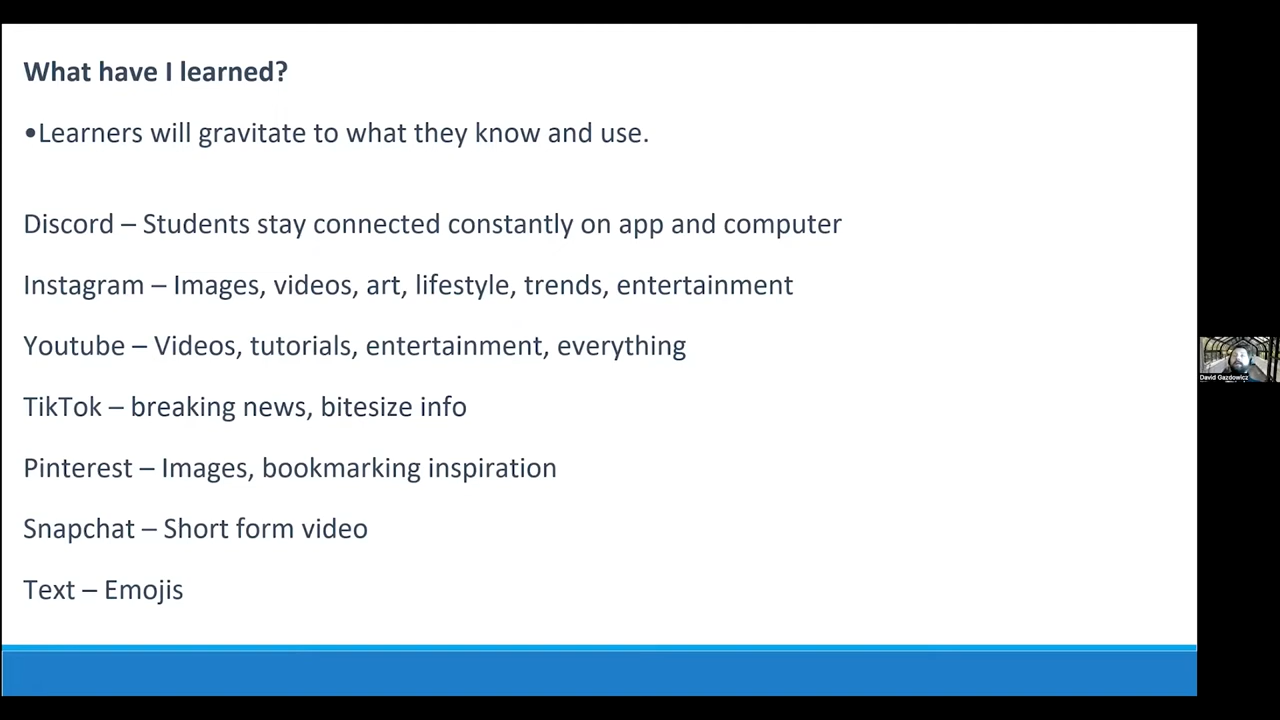 What have I learned?
•Learners will gravitate to what they know and use.
Discord – Students stay connected constantly on app and computer
Instagram – Images, videos, art, lifestyle, trends, entertainment
Youtube – Videos, tutorials, entertainment, everything
TikTok – breaking news, bitesize info
Pinterest – Images, bookmarking inspiration
Snapchat – Short form video
Text – Emojis
David Gazdowicz